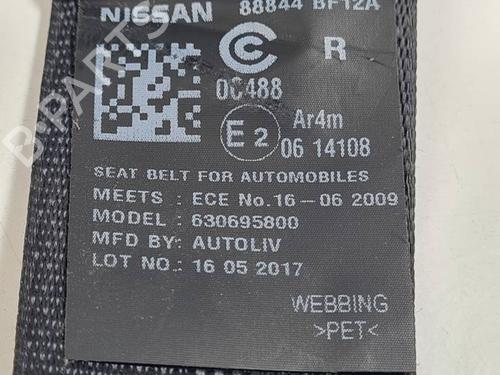 NISSAN 88844 BF12A
C R
0C488
E2 Ar4m
06 14108
SEAT BELT FOR AUTOMOBILES
MEETS : ECE No.16-06 2009
MODEL : 630695800
MFD BY: AUTOLIV
LOT NO.: 16 05 2017
WEBBING
>PET<